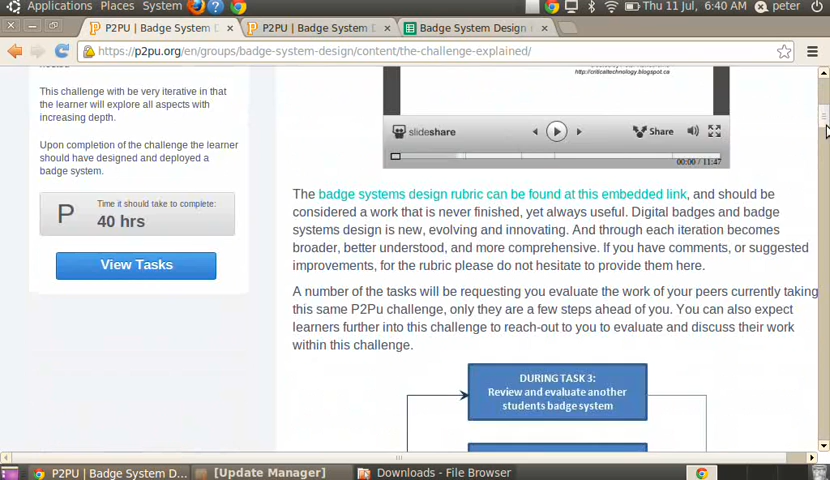 Applications Places System ? Thu 11 Jul, 6:40 AM peter
P2PU | Badge System D × P2PU | Badge System D × Badge System Design ×
https://p2pu.org/en/groups/badge-system-design/content/the-challenge-explained/
http://criticaltechnology.blogspot.ca
This challenge with be very iterative in that
the learner will explore all aspects with
increasing depth.
Upon completion of the challenge the learner
should have designed and deployed a
badge system.
P
Time it should take to complete:
40 hrs
View Tasks
slideshare Share
00:00 / 11:47
The badge systems design rubric can be found at this embedded link, and should be
considered a work that is never finished, yet always useful. Digital badges and badge
systems design is new, evolving and innovating. And through each iteration becomes
broader, better understood, and more comprehensive. If you have comments, or suggested
improvements, for the rubric please do not hesitate to provide them here.
A number of the tasks will be requesting you evaluate the work of your peers currently taking
this same P2Pu challenge, only they are a few steps ahead of you. You can also expect
learners further into this challenge to reach-out to you to evaluate and discuss their work
within this challenge.
DURING TASK 3:
Review and evaluate another
students badge system
P2PU | Badge System D... [Update Manager] Downloads - File Browser